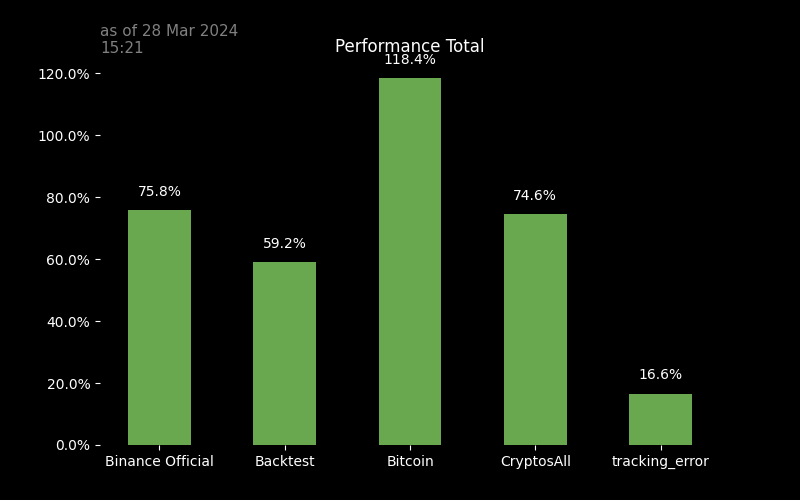 as of 28 Mar 2024
15:21
Performance Total
120.0%
100.0%
80.0%
60.0%
40.0%
20.0%
0.0%
75.8%
59.2%
118.4%
74.6%
16.6%
Binance Official
Backtest
Bitcoin
CryptosAll
tracking_error